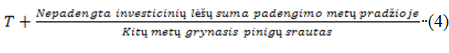 T + Nepadengta investicinių lėšų suma padengimo metų pradžioje ··(4)
Kitų metų grynasis pinigų srautas